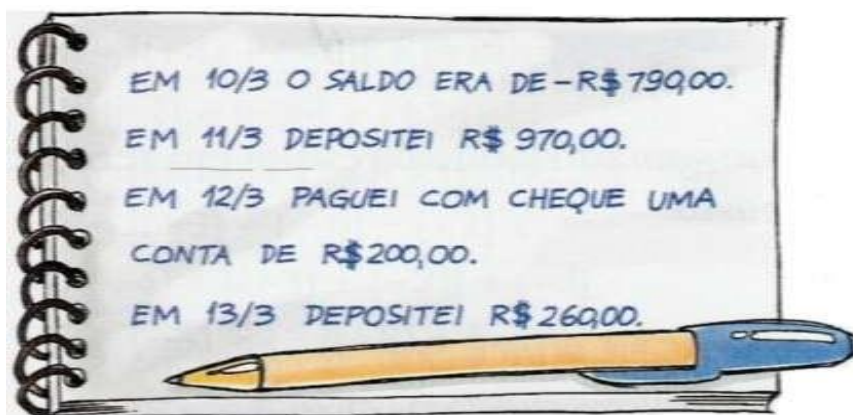 EM 10/3 O SALDO ERA DE -R$ 790,00.
EM 11/3 DEPOSITEI R$ 970,00.
EM 12/3 PAGUEI COM CHEQUE UMA
CONTA DE R$200,00.
EM 13/3 DEPOSITEI R$ 260,00.